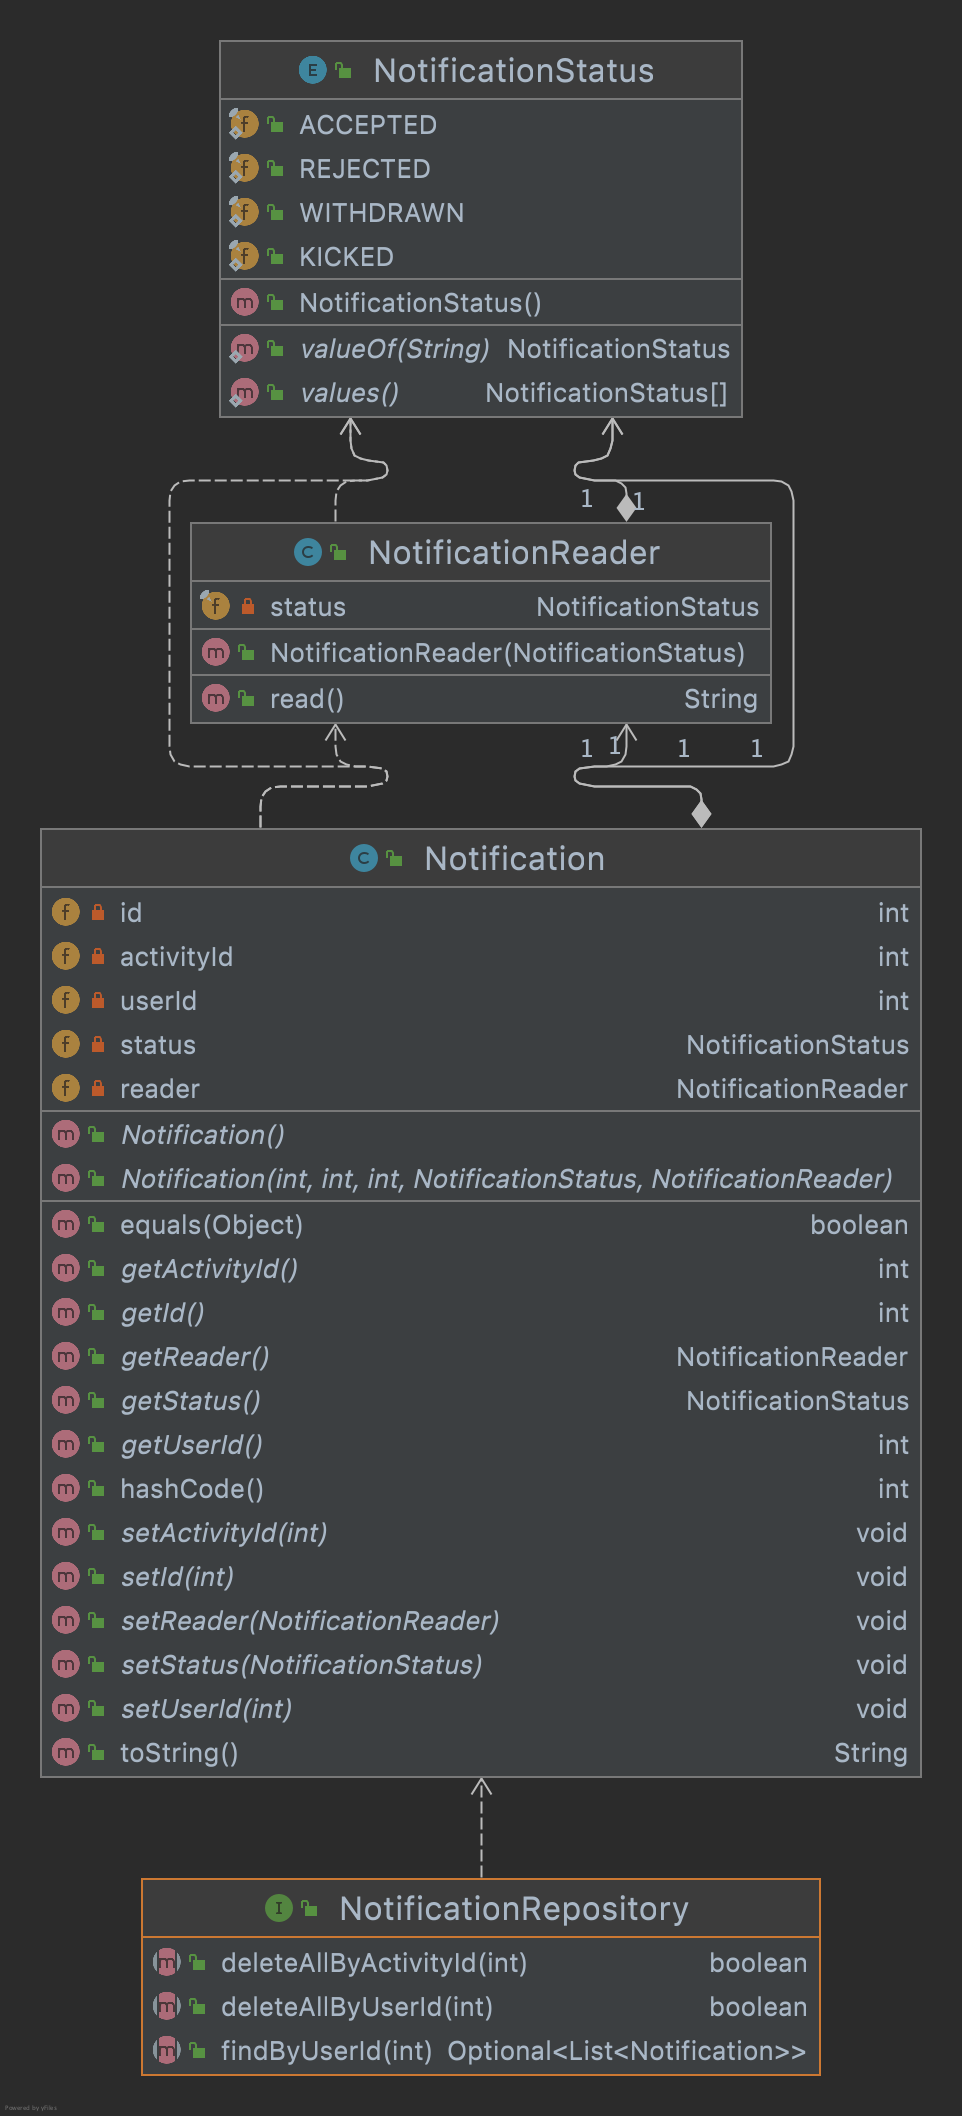 NotificationStatus
ACCEPTED
REJECTED
WITHDRAWN
KICKED
NotificationStatus()
valueOf(String) NotificationStatus
values() NotificationStatus[]
1 1
NotificationReader
status NotificationStatus
NotificationReader(NotificationStatus)
read() String
1 1 1 1
Notification
id int
activityId int
userId int
status NotificationStatus
reader NotificationReader
Notification()
Notification(int, int, int, NotificationStatus, NotificationReader)
equals(Object) boolean
getActivityId() int
getId() int
getReader() NotificationReader
getStatus() NotificationStatus
getUserId() int
hashCode() int
setActivityId(int) void
setId(int) void
setReader(NotificationReader) void
setStatus(NotificationStatus) void
setUserId(int) void
toString() String
NotificationRepository
deleteAllByActivityId(int) boolean
deleteAllByUserId(int) boolean
findByUserId(int) Optional<List<Notification>>
Powered by yFiles